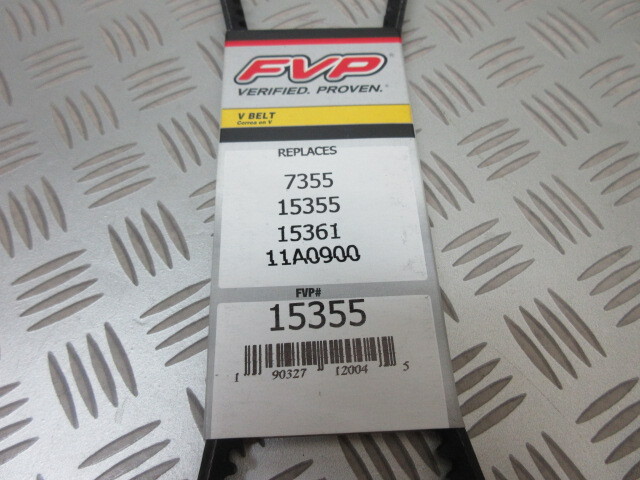 FVP®
VERIFIED. PROVEN.®
V BELT
Correa en V
REPLACES
7355
15355
15361
11A0900
FVP#
15355
1 90327 12004 5